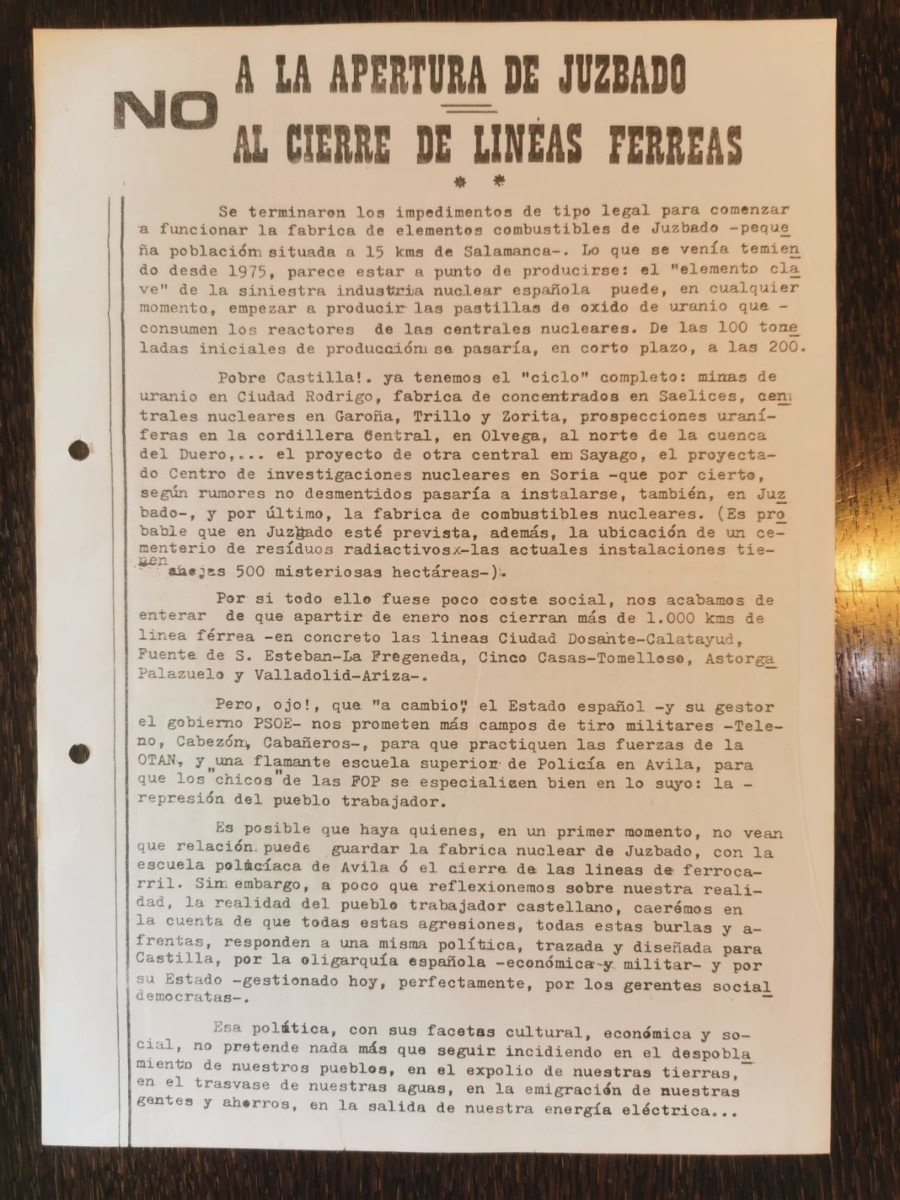 NO A LA APERTURA DE JUZBADO
AL CIERRE DE LINÉAS FERREAS
* *
Se terminaron los impedimentos de tipo legal para comenzar
a funcionar la fabrica de elementos combustibles de Juzbado -peque
ña población situada a 15 kms de Salamanca-. Lo que se venía temien
do desde 1975, parece estar a punto de producirse: el "elemento cla
ve" de la siniestra industria nuclear española puede, en cualquier
momento, empezar a producir las pastillas de oxido de uranio que -
consumen los reactores de las centrales nucleares. De las 100 tone
ladas iniciales de producción se pasaría, en corto plazo, a las 200.
Pobre Castilla!. ya tenemos el "ciclo" completo: minas de
uranio en Ciudad Rodrigo, fabrica de concentrados en Saelices, cen
trales nucleares en Garoña, Trillo y Zorita, prospecciones uraní-
feras en la cordillera Central, en Olvega, al norte de la cuenca
del Duero,... el proyecto de otra central em Sayago, el proyecta-
do Centro de investigaciones nucleares en Soria -que por cierto,
según rumores no desmentidos pasaría a instalarse, también, en Juz
bado-, y por último, la fabrica de combustibles nucleares. (Es pro
bable que en Juzbado esté prevista, además, la ubicación de un ce-
menterio de resíduos radiactivos-las actuales instalaciones tie-
nen anejas 500 misteriosas hectáreas-).
Por si todo ello fuese poco coste social, nos acabamos de
enterar de que apartir de enero nos cierran más de 1.000 kms de
linea férrea -en concreto las lineas Ciudad Dosante-Calatayud,
Fuente de S. Esteban-La Fregeneda, Cinco Casas-Tomelloso, Astorga
Palazuelo y Valladolid-Ariza-.
Pero, ojo!, que "a cambio", el Estado español -y su gestor
el gobierno PSOE- nos prometen más campos de tiro militares -Tele-
no, Cabezón, Cabañeros-, para que practiquen las fuerzas de la
OTAN, y una flamante escuela superior de Policía en Avila, para
que los "chicos" de las FOP se especialicen bien en lo suyo: la -
represión del pueblo trabajador.
Es posible que haya quienes, en un primer momento, no vean
que relación puede guardar la fabrica nuclear de Juzbado, con la
escuela policíaca de Avila ó el cierre de las lineas de ferroca-
rril. Sim embargo, a poco que reflexionemos sobre nuestra reali-
dad, la realidad del pueblo trabajador castellano, caerémos en
la cuenta de que todas estas agresiones, todas estas burlas y a-
frentas, responden a una misma política, trazada y diseñada para
Castilla, por la oligarquía española -económica-y militar- y por
su Estado -gestionado hoy, perfectamente, por los gerentes social
democratas-.
Esa política, con sus facetas cultural, económica y so-
cial, no pretende nada más que seguir incidiendo en el despobla
miento de nuestros pueblos, en el expolio de nuestras tierras,
en el trasvase de nuestras aguas, en la emigración de nuestras
gentes y ahorros, en la salida de nuestra energía eléctrica...